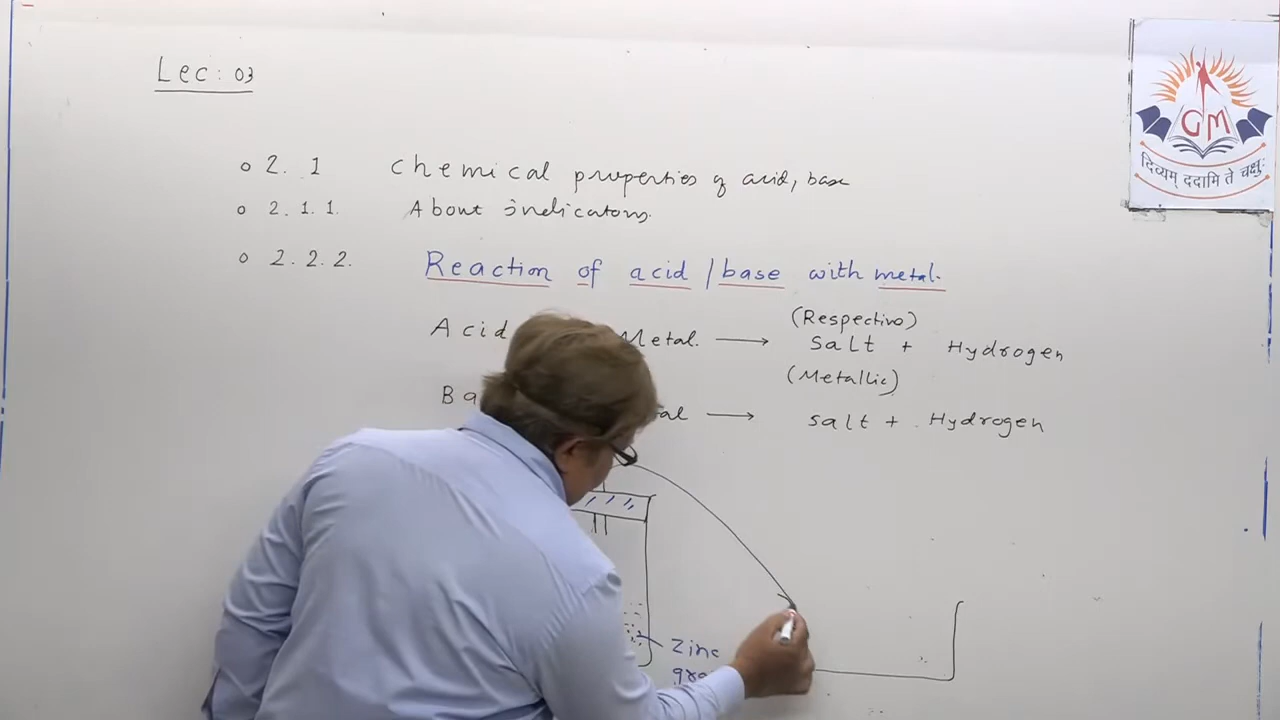 Lec: 03
GM
दिव्यम् ददामि ते चक्षुः
2. 1 Chemical properties of acid, base
2. 1. 1. About indicators.
2. 2. 2. Reaction of acid / base with metal.
(Respective)
Acid Metal. → Salt + Hydrogen
(Metallic)
Ba al → salt + Hydrogen
Zinc
gra